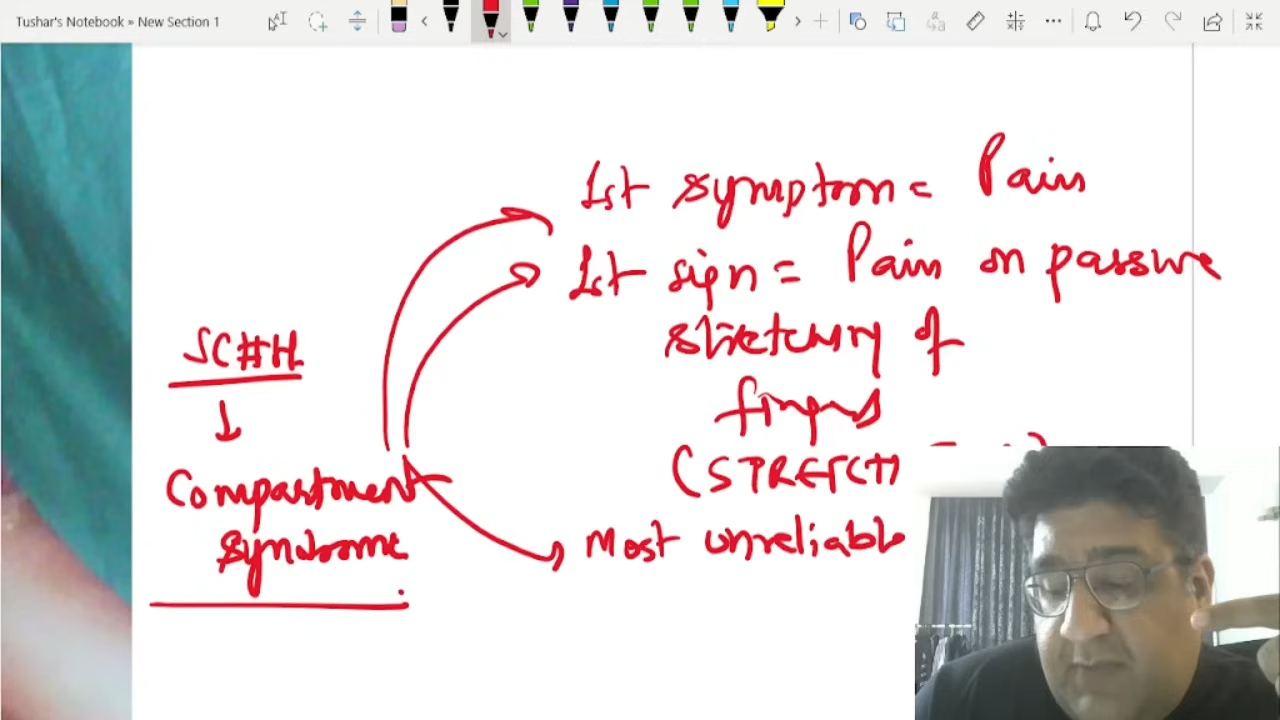 Tushar's Notebook » New Section 1
1st symptom = Pain
1st sign = Pain on passive
stretching of
fingers
(STRETCH
SC#H
↓
Compartment
syndrome
Most unreliable